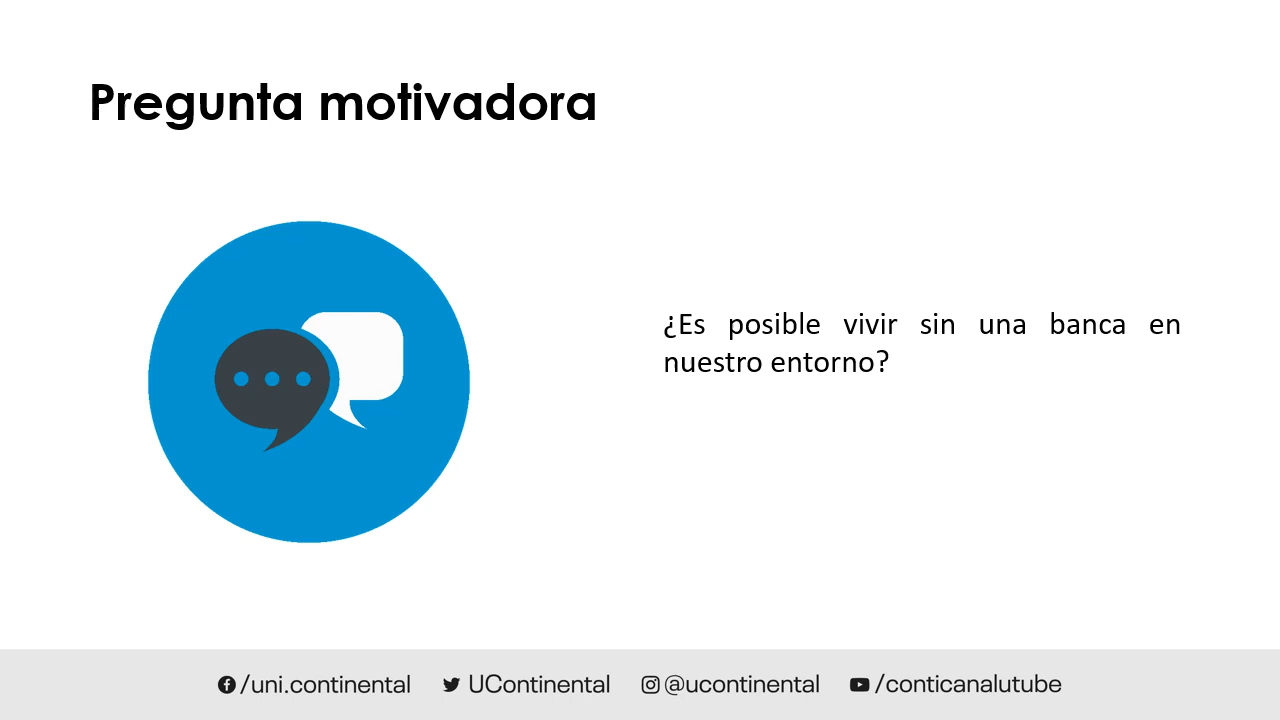 Pregunta motivadora
¿Es posible vivir sin una banca en
nuestro entorno?
/uni.continental UContinental @ucontinental /conticanalutube